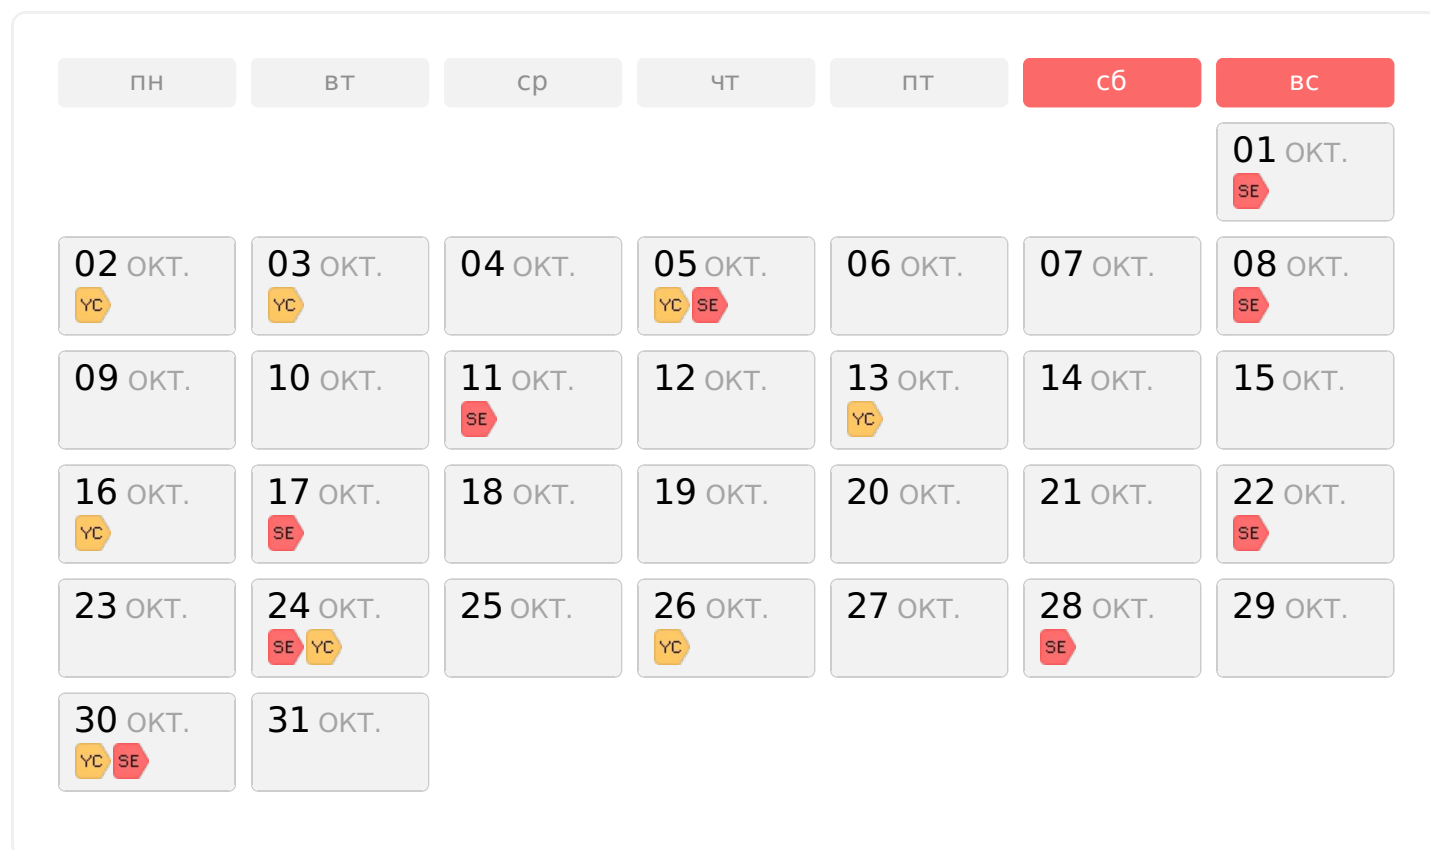 пн вт ср чт пт сб вс
01 ОКТ.
SE
02 ОКТ. 03 ОКТ. 04 ОКТ. 05 ОКТ. 06 ОКТ. 07 ОКТ. 08 ОКТ.
YC YC YC SE SE
09 ОКТ. 10 ОКТ. 11 ОКТ. 12 ОКТ. 13 ОКТ. 14 ОКТ. 15 ОКТ.
SE YC
16 ОКТ. 17 ОКТ. 18 ОКТ. 19 ОКТ. 20 ОКТ. 21 ОКТ. 22 ОКТ.
YC SE SE
23 ОКТ. 24 ОКТ. 25 ОКТ. 26 ОКТ. 27 ОКТ. 28 ОКТ. 29 ОКТ.
SE YC YC SE
30 ОКТ. 31 ОКТ.
YC SE